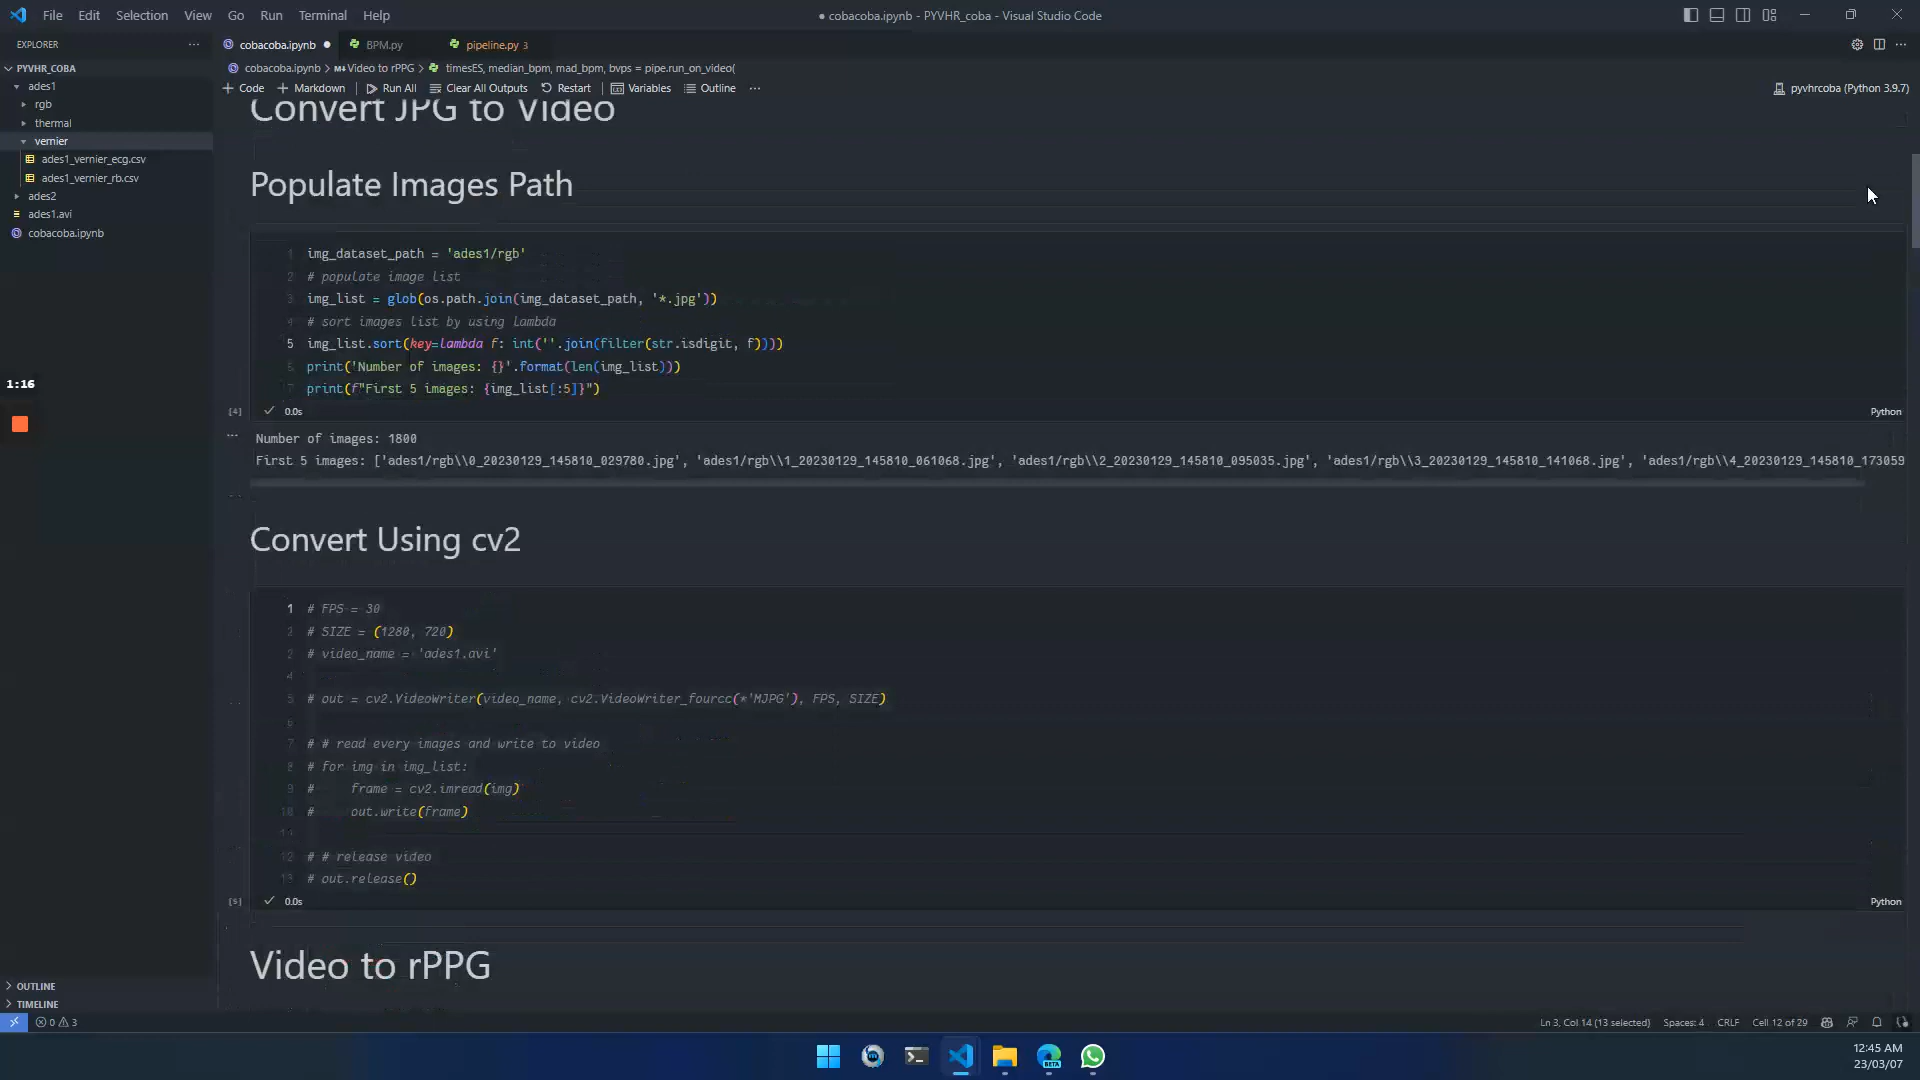 File Edit Selection View Go Run Terminal Help
● cobacoba.ipynb - PYVHR_coba - Visual Studio Code
EXPLORER
cobacoba.ipynb
BPM.py
pipeline.py 3
PYVHR_COBA
cobacoba.ipynb > M↓Video to rPPG > timesES, median_bpm, mad_bpm, bvps = pipe.run_on_video(
ades1
+ Code + Markdown Run All Clear All Outputs Restart Variables Outline ...
pyvhrcoba (Python 3.9.7)
rgb
thermal
vernier
ades1_vernier_ecg.csv
ades1_vernier_rb.csv
ades2
ades1.avi
cobacoba.ipynb
Convert JPG to Video
Populate Images Path
1 img_dataset_path = 'ades1/rgb'
2 # populate image list
3 img_list = glob(os.path.join(img_dataset_path, '*.jpg'))
4 # sort images list by using Lambda
5 img_list.sort(key=lambda f: int(''.join(filter(str.isdigit, f))))
6 print('Number of images: {}'.format(len(img_list)))
7 print(f"First 5 images: {img_list[:5]}")
1:16
[4] 0.0s Python
Number of images: 1800
First 5 images: ['ades1/rgb\\0_20230129_145810_029780.jpg', 'ades1/rgb\\1_20230129_145810_061068.jpg', 'ades1/rgb\\2_20230129_145810_095035.jpg', 'ades1/rgb\\3_20230129_145810_141068.jpg', 'ades1/rgb\\4_20230129_145810_173059
Convert Using cv2
1 # FPS = 30
2 # SIZE = (1280, 720)
2 # video_name = 'ades1.avi'
4
5 # out = cv2.VideoWriter(video_name, cv2.VideoWriter_fourcc(*'MJPG'), FPS, SIZE)
6
7 # # read every images and write to video
8 # for img in img_list:
9 #     frame = cv2.imread(img)
10 #     out.write(frame)
11
12 # # release video
13 # out.release()
[5] 0.0s Python
Video to rPPG
OUTLINE
TIMELINE
0 3
Ln 3, Col 14 (13 selected) Spaces: 4 CRLF Cell 12 of 29
BETA
12:45 AM
23/03/07